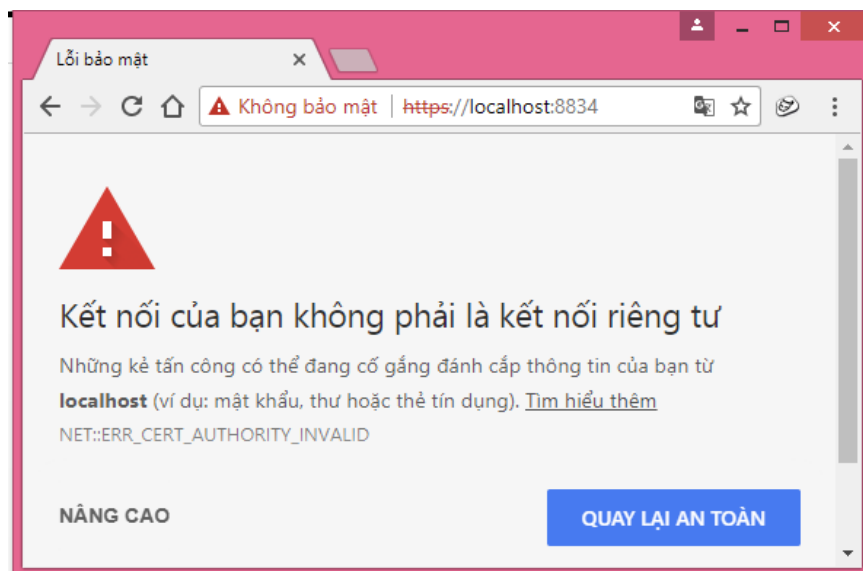 Lỗi bảo mật
Không bảo mật https://localhost:8834
Kết nối của bạn không phải là kết nối riêng tư
Những kẻ tấn công có thể đang cố gắng đánh cắp thông tin của bạn từ
localhost (ví dụ: mật khẩu, thư hoặc thẻ tín dụng). Tìm hiểu thêm
NET::ERR_CERT_AUTHORITY_INVALID
NÂNG CAO
QUAY LẠI AN TOÀN